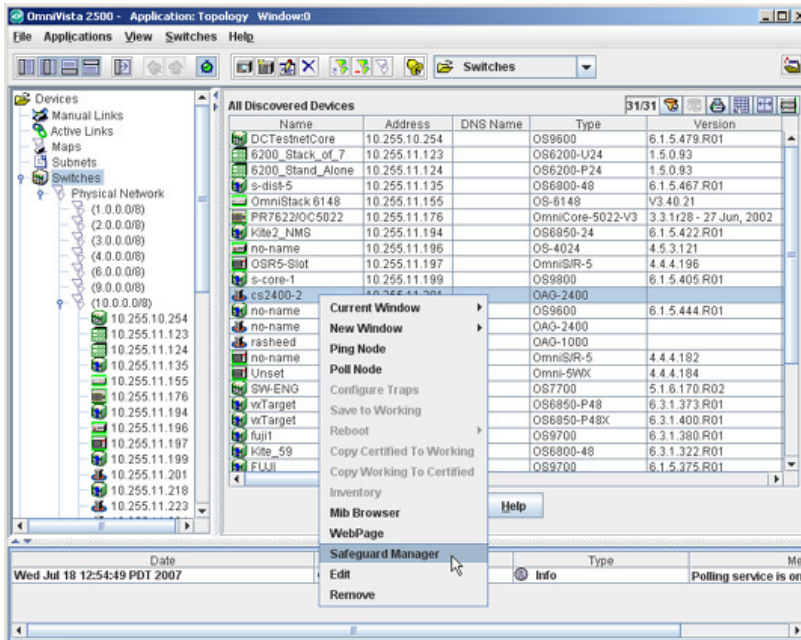 OmniVista 2500 - Application: Topology Window:0
File Applications View Switches Help
Switches
Devices
Manual Links
Active Links
Maps
Subnets
Switches
Physical Network
(1.0.0.0/8)
(2.0.0.0/8)
(3.0.0.0/8)
(4.0.0.0/8)
(6.0.0.0/8)
(9.0.0.0/8)
(10.0.0.0/8)
10.255.10.254
10.255.11.123
10.255.11.124
10.255.11.135
10.255.11.155
10.255.11.176
10.255.11.194
10.255.11.196
10.255.11.197
10.255.11.199
10.255.11.201
10.255.11.218
10.255.11.223
All Discovered Devices 31/31
Name Address DNS Name Type Version
DCTestnetCore 10.255.10.254 OS9600 6.1.5.479.R01
6200_Stack_of_7 10.255.11.123 OS6200-U24 1.5.0.93
6200_Stand_Alone 10.255.11.124 OS6200-P24 1.5.0.93
s-dist-5 10.255.11.135 OS6800-48 6.1.5.467.R01
OmniStack 6148 10.255.11.155 OS-6148 V3.40.21
PR7622/OC5022 10.255.11.176 OmniCore-5022-V3 3.3.1r28 - 27 Jun, 2002
Kite2_NMS 10.255.11.194 OS6850-24 6.1.5.422.R01
no-name 10.255.11.196 OS-4024 4.5.3.121
OSR5-Slot 10.255.11.197 OmniS/R-5 4.4.4.196
s-core-1 10.255.11.199 OS9800 6.1.5.405.R01
cs2400-2 10.255.11.201 OAG-2400
no-name OS9600 6.1.5.444.R01
no-name OAG-2400
rasheed OAG-1000
no-name OmniS/R-5 4.4.4.182
Unset Omni-5WX 4.4.4.184
SW-ENG OS7700 5.1.6.170.R02
vxTarget OS6850-P48 6.3.1.373.R01
vxTarget OS6850-P48X 6.3.1.400.R01
fuji1 OS9700 6.3.1.380.R01
Kite_59 OS6800-48 6.3.1.322.R01
FUJI OS9700 6.1.5.375.R01
Current Window
New Window
Ping Node
Poll Node
Configure Traps
Save to Working
Reboot
Copy Certified To Working
Copy Working To Certified
Inventory
Mib Browser
WebPage
Safeguard Manager
Edit
Remove
Help
Date Type Me
Wed Jul 18 12:54:49 PDT 2007 Info Polling service is on